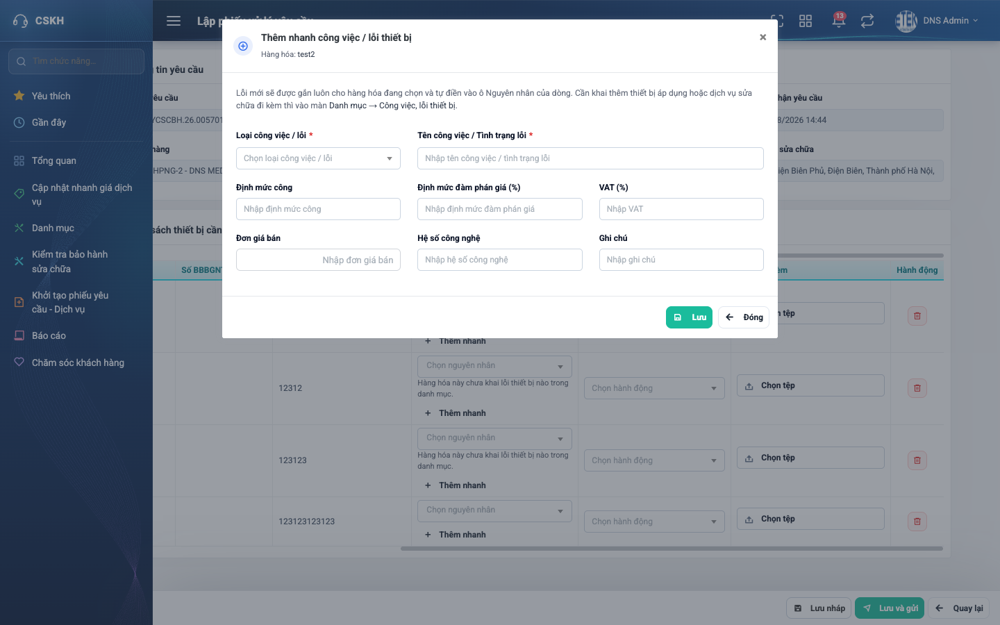 CSKH
Tìm chức năng...
Yêu thích
Gần đây
Tổng quan
Cập nhật nhanh giá dịch
vụ
Danh mục
Kiểm tra bảo hành
sửa chữa
Khởi tạo phiếu yêu
cầu - Dịch vụ
Báo cáo
Chăm sóc khách hàng
13
DNS Admin
Thêm nhanh công việc / lỗi thiết bị
Hàng hóa: test2
Lỗi mới sẽ được gắn luôn cho hàng hóa đang chọn và tự điền vào ô Nguyên nhân của dòng. Cần khai thêm thiết bị áp dụng hoặc dịch vụ sửa
chữa đi kèm thì vào màn Danh mục → Công việc, lỗi thiết bị.
Loại công việc / lỗi *
Tên công việc / Tình trạng lỗi *
Chọn loại công việc / lỗi
Nhập tên công việc / tình trạng lỗi
Định mức công
Định mức đàm phán giá (%)
VAT (%)
Nhập định mức công
Nhập định mức đàm phán giá
Nhập VAT
Đơn giá bán
Hệ số công nghệ
Ghi chú
Nhập đơn giá bán
Nhập hệ số công nghệ
Nhập ghi chú
Lưu
Đóng
tin yêu cầu
êu cầu
hận yêu cầu
YCSCBH.26.005701
8/2026 14:44
hàng
sửa chữa
HPNG-2 - DNS MED
iện Biên Phủ, Điện Biên, Thành phố Hà Nội,
sách thiết bị cần
Số BBBGNT
èm
Hành động
n tệp
Thêm nhanh
Chọn nguyên nhân
12312
Hàng hóa này chưa khai lỗi thiết bị nào trong
danh mục.
Chọn hành động
Chọn tệp
Thêm nhanh
Chọn nguyên nhân
123123
Hàng hóa này chưa khai lỗi thiết bị nào trong
danh mục.
Chọn hành động
Chọn tệp
Thêm nhanh
Chọn nguyên nhân
123123123123
Chọn hành động
Chọn tệp
Thêm nhanh
Lưu nháp
Lưu và gửi
Quay lại